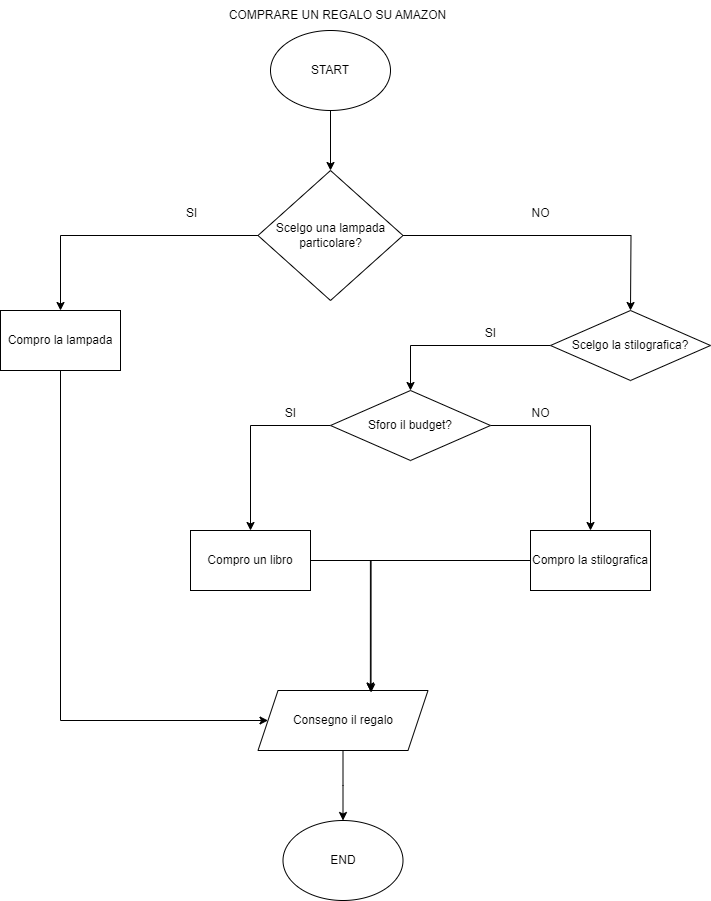 COMPRARE UN REGALO SU AMAZON
START
SI
NO
Scelgo una lampada
particolare?
Compro la lampada
SI
Scelgo la stilografica?
SI
NO
Sforo il budget?
Compro un libro
Compro la stilografica
Consegno il regalo
END